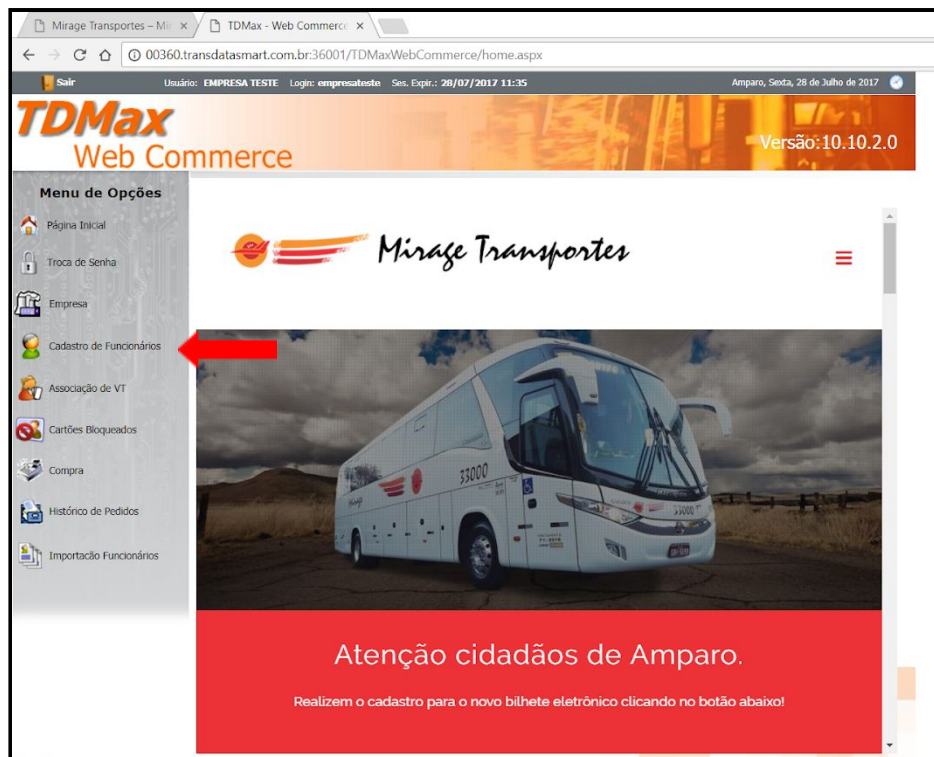 Mirage Transportes – Mir
TDMax - Web Commerce
00360.transdatasmart.com.br:36001/TDMaxWebCommerce/home.aspx
Sair
Usuário: EMPRESA TESTE Login: empresateste Ses. Expir.: 28/07/2017 11:35
Amparo, Sexta, 28 de Julho de 2017
TDMax
Web Commerce
Versão:10.10.2.0
Menu de Opções
Página Inicial
Troca de Senha
Empresa
Cadastro de Funcionários
Associação de VT
Cartões Bloqueados
Compra
Histórico de Pedidos
Importacão Funcionários
Mirage Transportes
33000
Mirage
33000
Atenção cidadãos de Amparo.
Realizem o cadastro para o novo bilhete eletrônico clicando no botão abaixo!